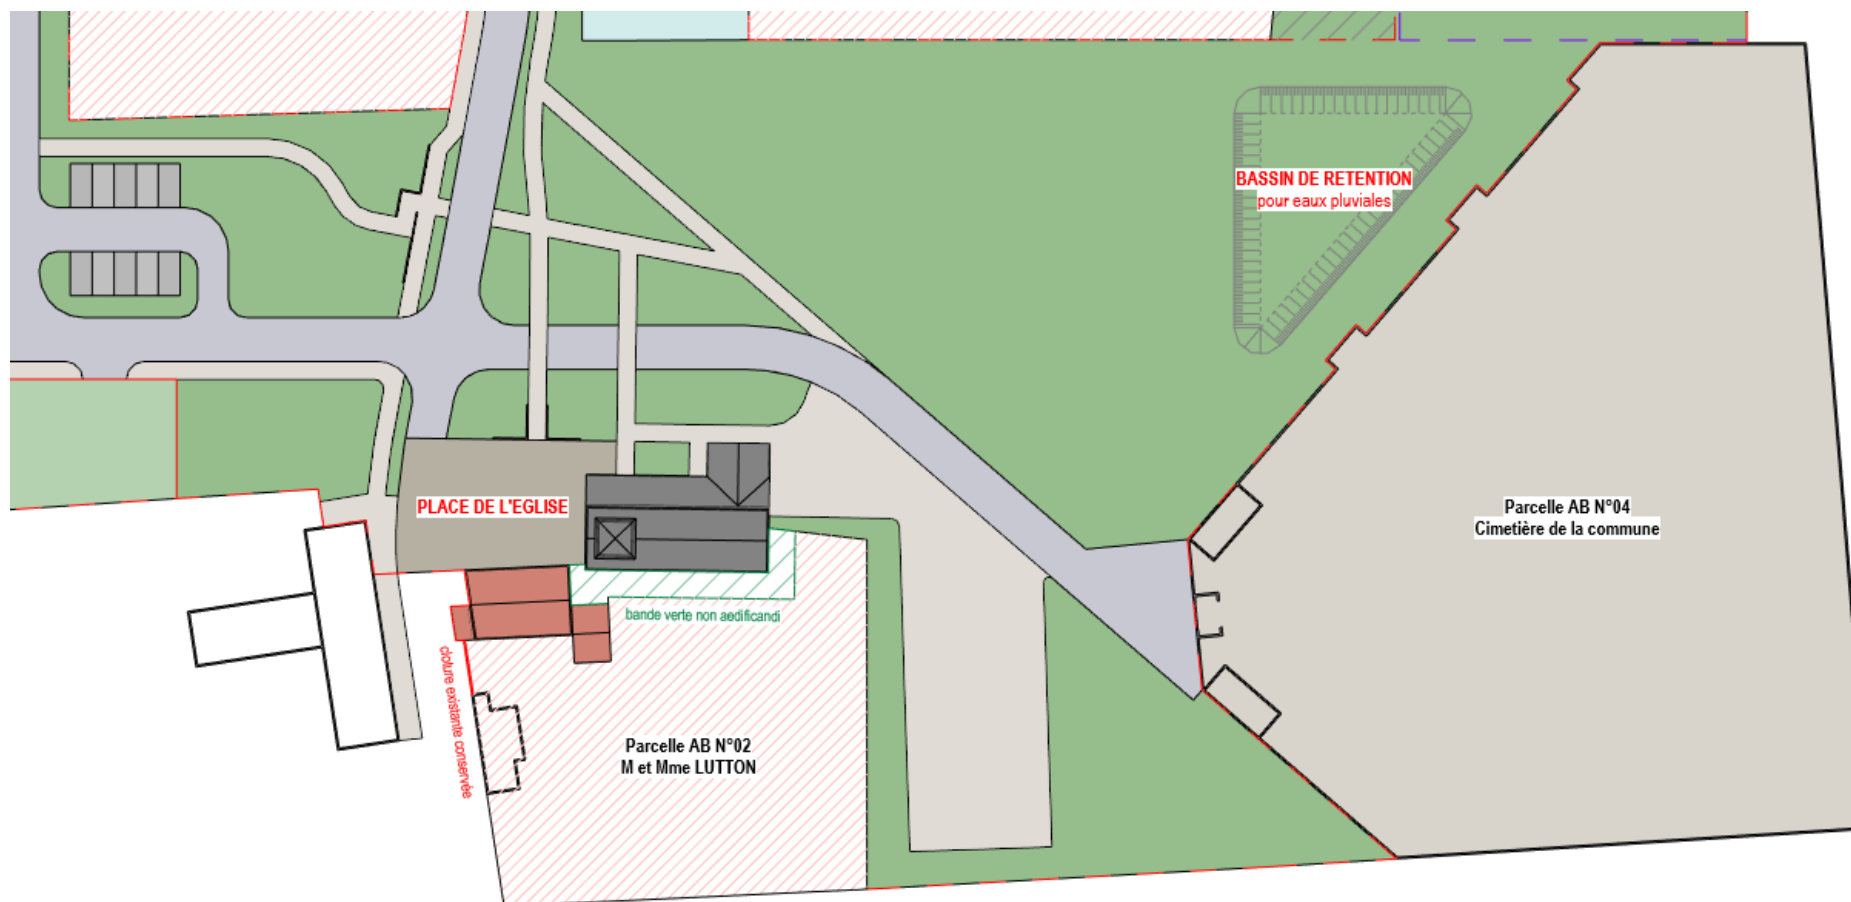 BASSIN DE RETENTION
pour eaux pluviales
PLACE DE L'EGLISE
Parcelle AB N°04
Cimetière de la commune
bande verte non aedificandi
cloture existante conservée
Parcelle AB N°02
M et Mme LUTTON